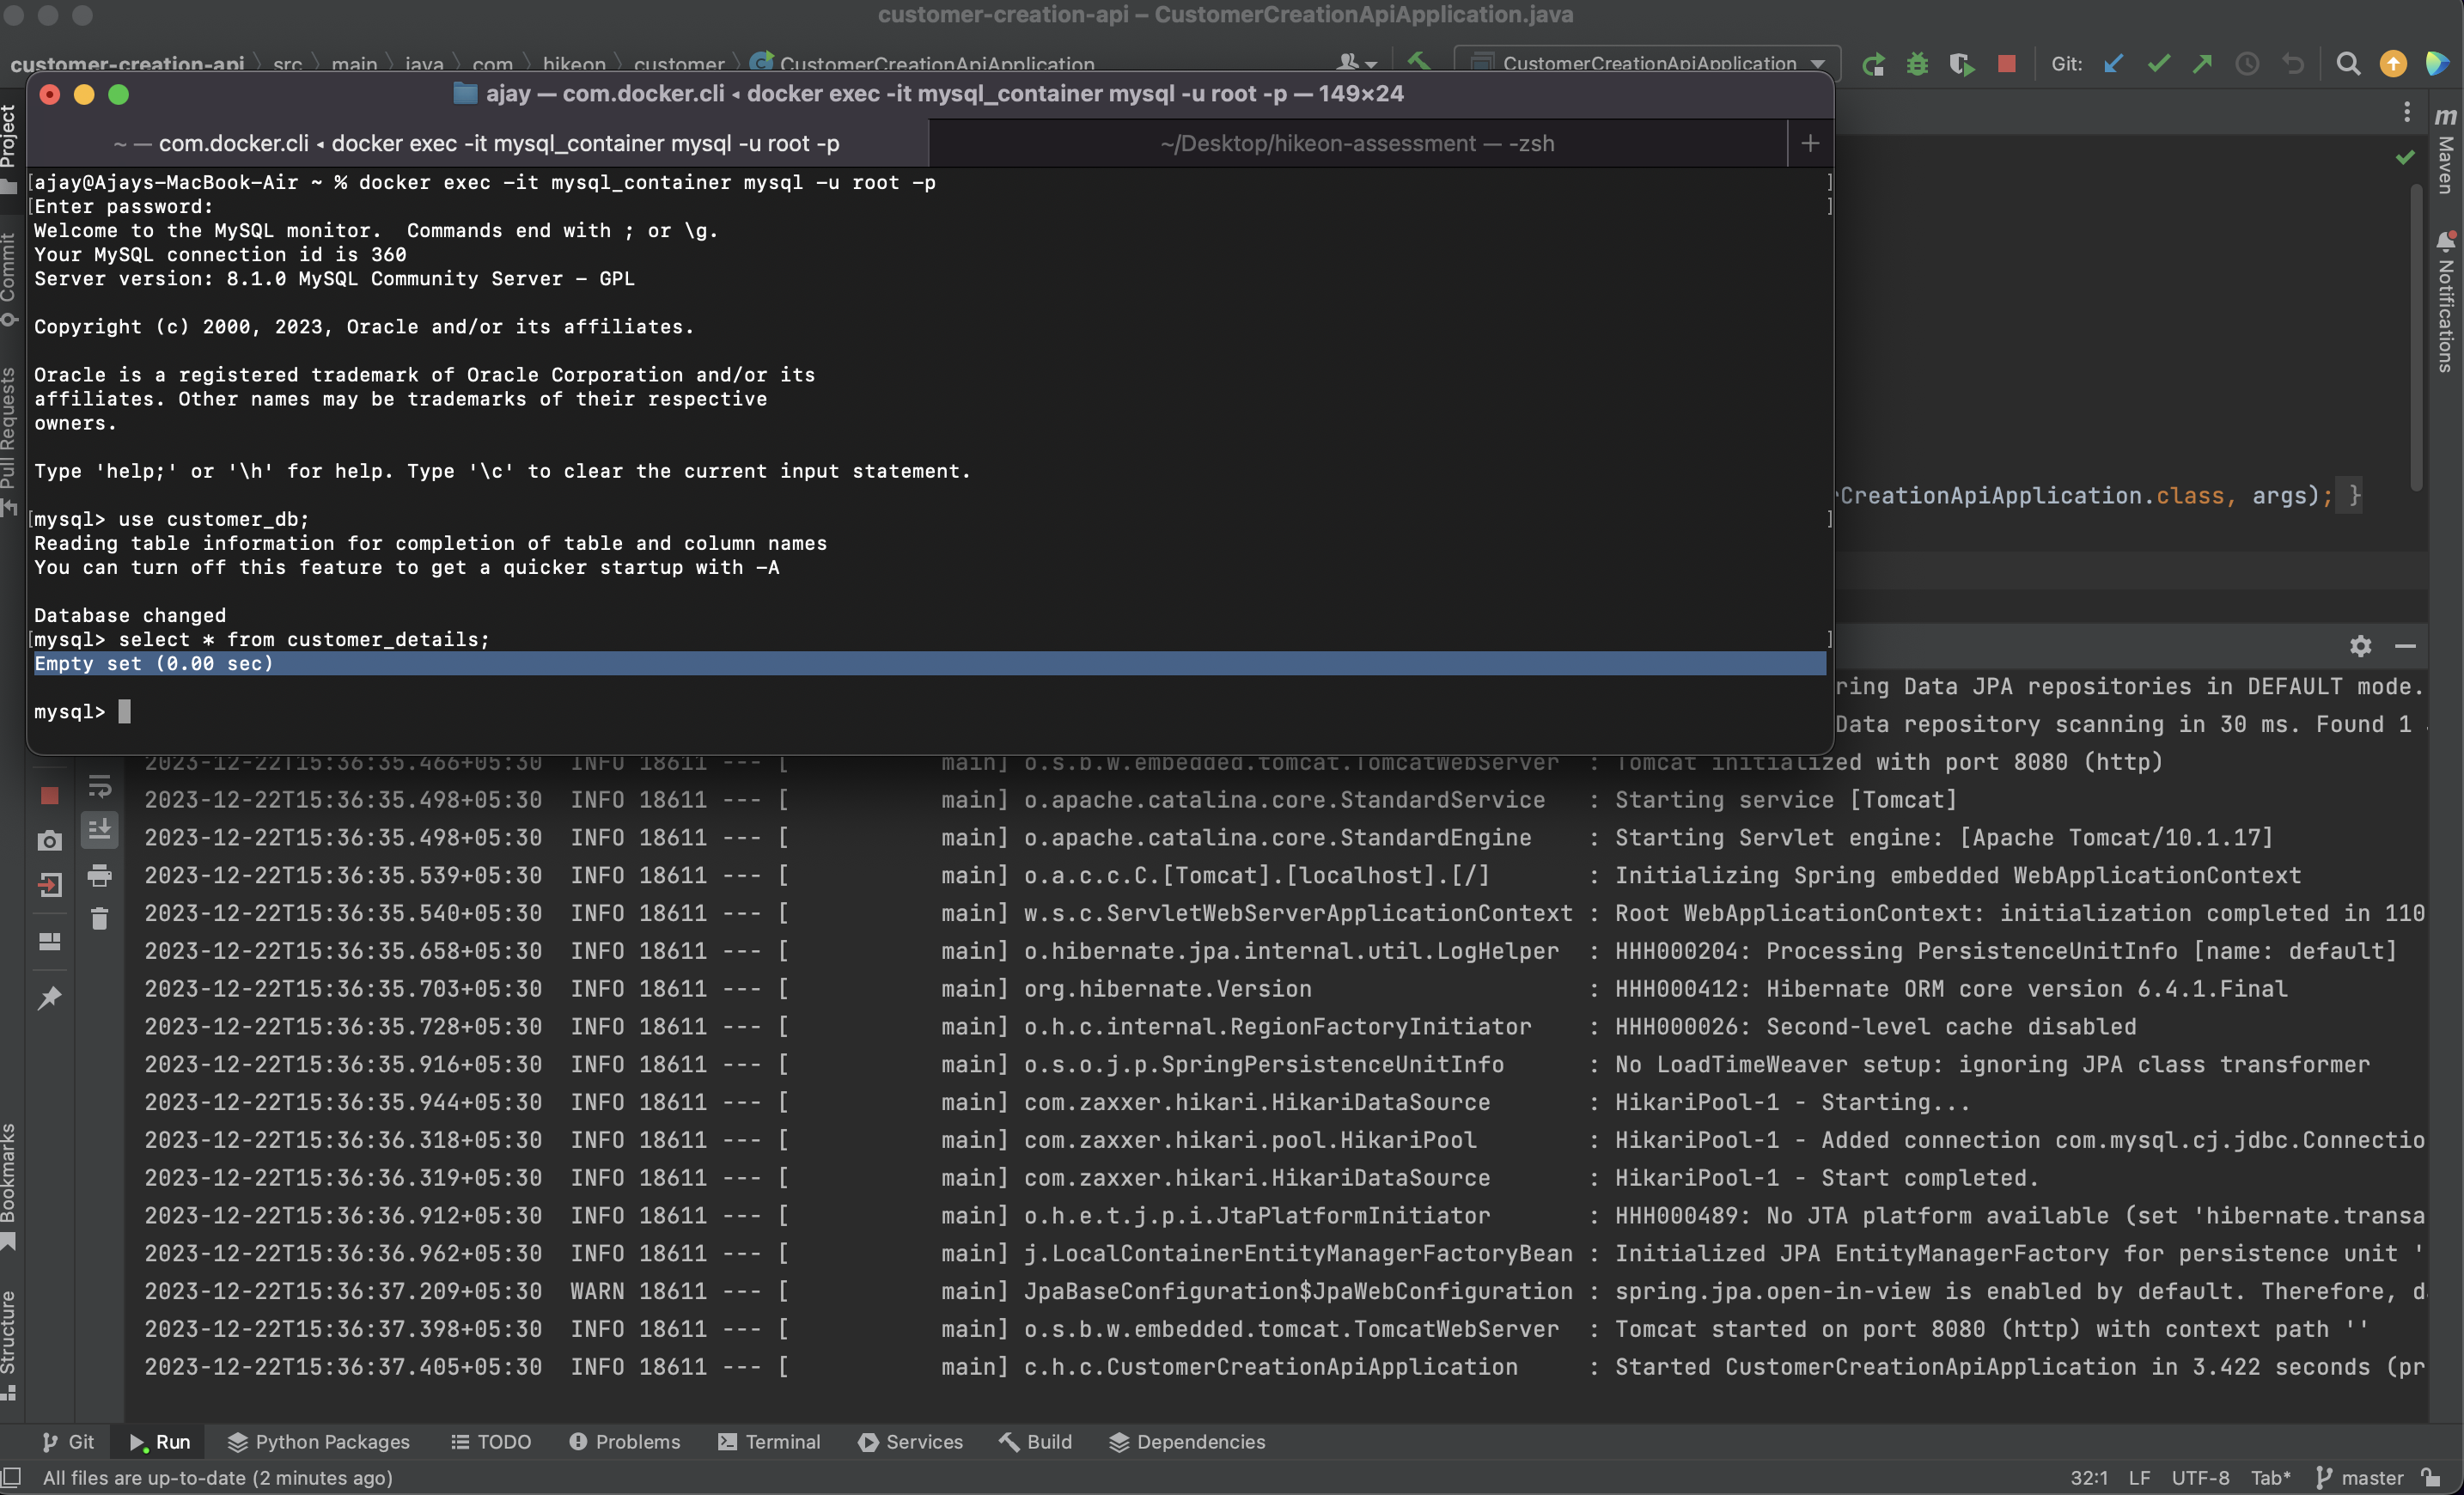 customer-creation-api – CustomerCreationApiApplication.java
customer-creation-api 〉 src 〉 main 〉 java 〉 com 〉 hikeon 〉 customer 〉 CustomerCreationApiApplication
CustomerCreationApiApplication
Git:
ajay — com.docker.cli ◂ docker exec -it mysql_container mysql -u root -p — 149×24
~ — com.docker.cli ◂ docker exec -it mysql_container mysql -u root -p
~/Desktop/hikeon-assessment — -zsh
+
Project
Commit
Pull Requests
Bookmarks
Structure
m
Maven
Notifications
[ajay@Ajays-MacBook-Air ~ % docker exec -it mysql_container mysql -u root -p ]
[Enter password: ]
Welcome to the MySQL monitor.  Commands end with ; or \g.
Your MySQL connection id is 360
Server version: 8.1.0 MySQL Community Server - GPL
Copyright (c) 2000, 2023, Oracle and/or its affiliates.
Oracle is a registered trademark of Oracle Corporation and/or its
affiliates. Other names may be trademarks of their respective
owners.
Type 'help;' or '\h' for help. Type '\c' to clear the current input statement.
[mysql> use customer_db; ]
Reading table information for completion of table and column names
You can turn off this feature to get a quicker startup with -A
Database changed
[mysql> select * from customer_details; ]
Empty set (0.00 sec)
mysql>
CreationApiApplication.class, args); }
ring Data JPA repositories in DEFAULT mode.
Data repository scanning in 30 ms. Found 1
2023-12-22T15:36:35.466+05:30  INFO 18611 --- [           main] o.s.b.w.embedded.tomcat.TomcatWebServer  : Tomcat initialized with port 8080 (http)
2023-12-22T15:36:35.498+05:30  INFO 18611 --- [           main] o.apache.catalina.core.StandardService   : Starting service [Tomcat]
2023-12-22T15:36:35.498+05:30  INFO 18611 --- [           main] o.apache.catalina.core.StandardEngine    : Starting Servlet engine: [Apache Tomcat/10.1.17]
2023-12-22T15:36:35.539+05:30  INFO 18611 --- [           main] o.a.c.c.C.[Tomcat].[localhost].[/]       : Initializing Spring embedded WebApplicationContext
2023-12-22T15:36:35.540+05:30  INFO 18611 --- [           main] w.s.c.ServletWebServerApplicationContext : Root WebApplicationContext: initialization completed in 110
2023-12-22T15:36:35.658+05:30  INFO 18611 --- [           main] o.hibernate.jpa.internal.util.LogHelper  : HHH000204: Processing PersistenceUnitInfo [name: default]
2023-12-22T15:36:35.703+05:30  INFO 18611 --- [           main] org.hibernate.Version                    : HHH000412: Hibernate ORM core version 6.4.1.Final
2023-12-22T15:36:35.728+05:30  INFO 18611 --- [           main] o.h.c.internal.RegionFactoryInitiator    : HHH000026: Second-level cache disabled
2023-12-22T15:36:35.916+05:30  INFO 18611 --- [           main] o.s.o.j.p.SpringPersistenceUnitInfo      : No LoadTimeWeaver setup: ignoring JPA class transformer
2023-12-22T15:36:35.944+05:30  INFO 18611 --- [           main] com.zaxxer.hikari.HikariDataSource       : HikariPool-1 - Starting...
2023-12-22T15:36:36.318+05:30  INFO 18611 --- [           main] com.zaxxer.hikari.pool.HikariPool        : HikariPool-1 - Added connection com.mysql.cj.jdbc.Connectio
2023-12-22T15:36:36.319+05:30  INFO 18611 --- [           main] com.zaxxer.hikari.HikariDataSource       : HikariPool-1 - Start completed.
2023-12-22T15:36:36.912+05:30  INFO 18611 --- [           main] o.h.e.t.j.p.i.JtaPlatformInitiator       : HHH000489: No JTA platform available (set 'hibernate.transa
2023-12-22T15:36:36.962+05:30  INFO 18611 --- [           main] j.LocalContainerEntityManagerFactoryBean : Initialized JPA EntityManagerFactory for persistence unit '
2023-12-22T15:36:37.209+05:30  WARN 18611 --- [           main] JpaBaseConfiguration$JpaWebConfiguration : spring.jpa.open-in-view is enabled by default. Therefore, d
2023-12-22T15:36:37.398+05:30  INFO 18611 --- [           main] o.s.b.w.embedded.tomcat.TomcatWebServer  : Tomcat started on port 8080 (http) with context path ''
2023-12-22T15:36:37.405+05:30  INFO 18611 --- [           main] c.h.c.CustomerCreationApiApplication     : Started CustomerCreationApiApplication in 3.422 seconds (pr
Git Run Python Packages TODO Problems Terminal Services Build Dependencies
All files are up-to-date (2 minutes ago)
32:1 LF UTF-8 Tab* master